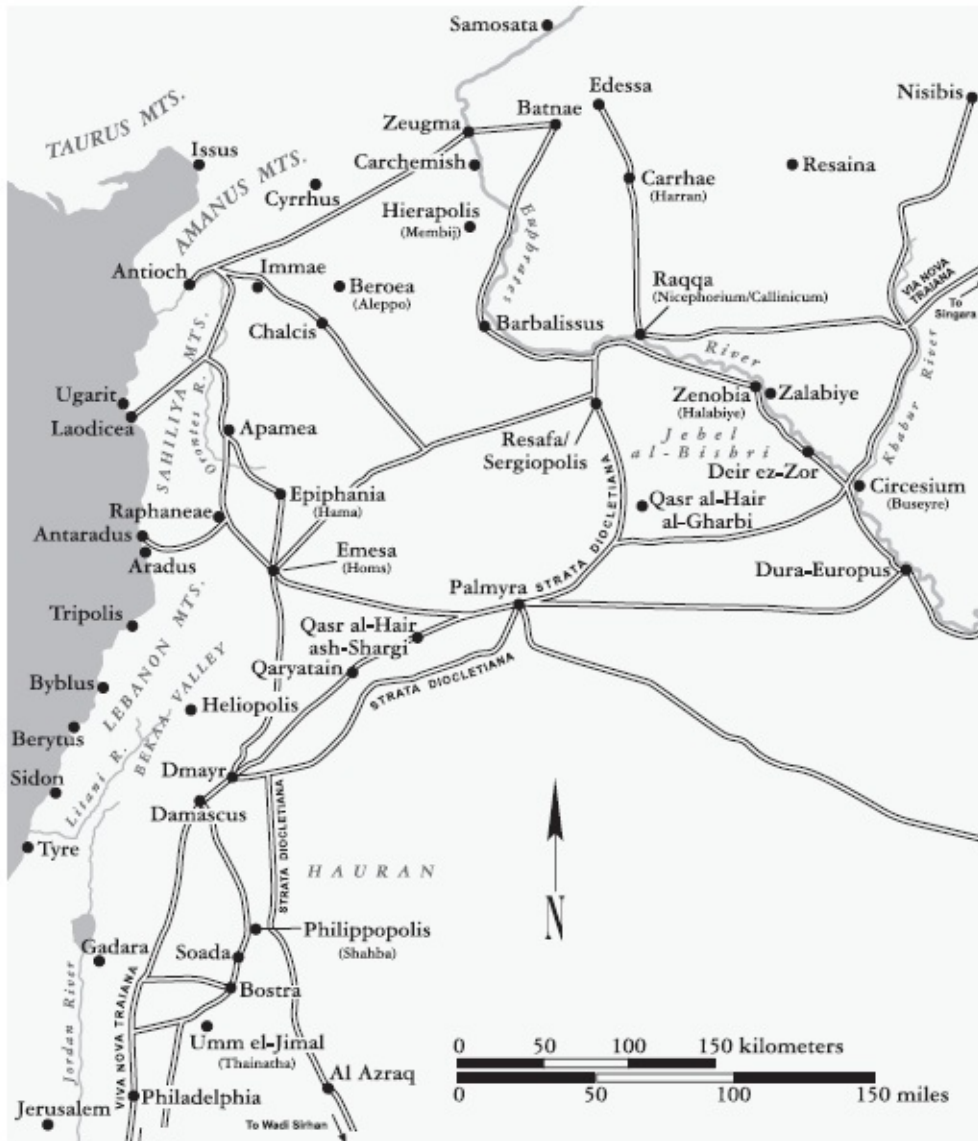 Samosata
Edessa
Nisibis
Batnae
Zeugma
TAURUS MTS.
Issus
Carchemish
Resaina
AMANUS MTS.
Cyrrhus
Carrhae
(Harran)
Hierapolis
(Membij)
Euphrates
Antioch
Immae
Beroea
(Aleppo)
Raqqa
(Nicephorium/Callinicum)
VIA NOVA
TRAIANA
To
Singara
Chalcis
Barbalissus
River
Khabur River
SAHILIYA MTS.
Orontes R.
Ugarit
Laodicea
Zenobia
(Halabiye)
Zalabiye
Apamea
Resafa/
Sergiopolis
Jebel
al-Bishri
Deir ez-Zor
Epiphania
(Hama)
Raphaneae
Qasr al-Hair
al-Gharbi
Circesium
(Buseyre)
Antaradus
Aradus
Emesa
(Homs)
STRATA DIOCLETIANA
Palmyra
Dura-Europus
Tripolis
Qasr al-Hair
ash-Shargi
Qaryatain
STRATA DIOCLETIANA
LEBANON MTS.
BEKAA VALLEY
Byblus
Heliopolis
Berytus
Litani R.
Sidon
Dmayr
Damascus
Tyre
STRATA DIOCLETIANA
HAURAN
N
Philippopolis
(Shahba)
Gadara
Soada
Bostra
Jordan River
VIVA NOVA TRAIANA
Umm el-Jimal
(Thainatha)
Al Azraq
Philadelphia
Jerusalem
To Wadi Sirhan
0 50 100 150 kilometers
0 50 100 150 miles